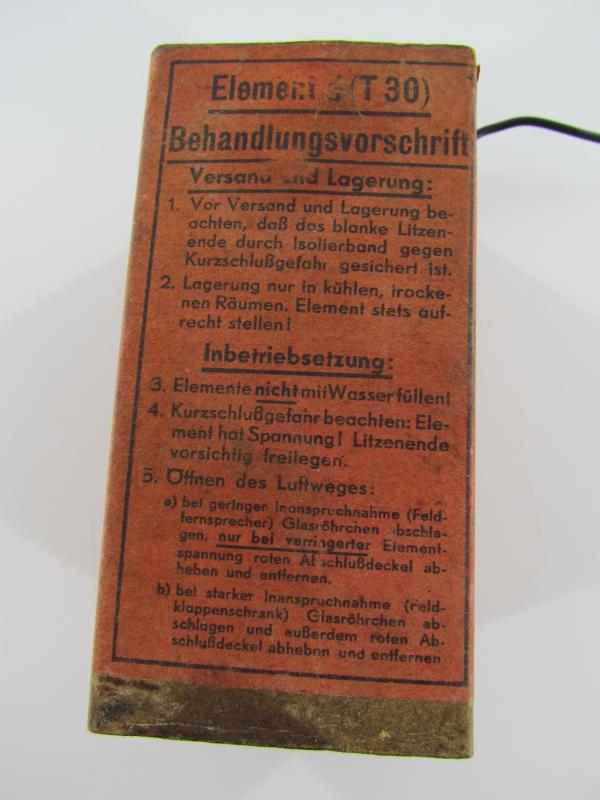 Element d (T 30)
Behandlungsvorschrift
Versand und Lagerung:
1. Vor Versand und Lagerung be-
achten, daß das blanke Litzen-
ende durch Isolierband gegen
Kurzschlußgefahr gesichert ist.
2. Lagerung nur in kühlen, trocke-
nen Räumen. Element stets auf-
recht stellen!
Inbetriebsetzung:
3. Elemente nicht mit Wasser füllen!
4. Kurzschlußgefahr beachten: Ele-
ment hat Spannung! Litzenende
vorsichtig freilegen.
5. Öffnen des Luftweges:
a) bei geringer Inanspruchnahme (Feld-
fernsprecher) Glasröhrchen abschla-
gen, nur bei verringerter Element-
spannung roten Abschlußdeckel ab-
heben und entfernen.
b) bei starker Inanspruchnahme (Feld-
klappenschrank) Glasröhrchen ab-
schlagen und außerdem roten Ab-
schlußdeckel abheben und entfernen